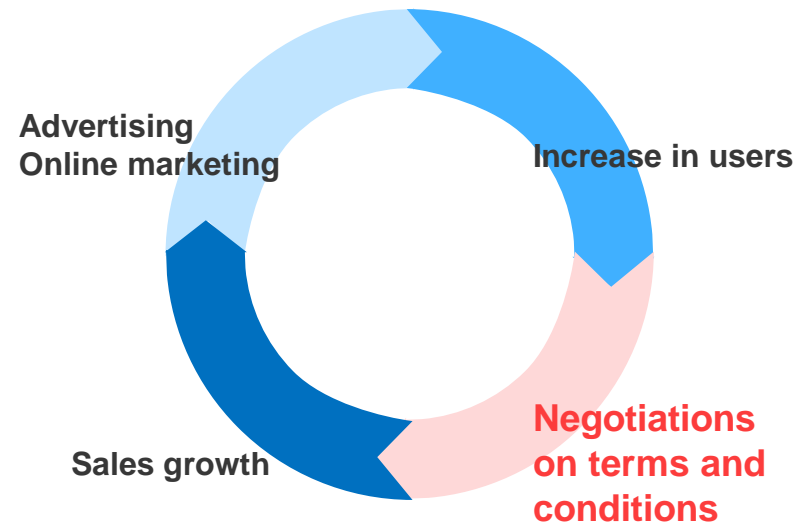 Advertising
Online marketing
Increase in users
Negotiations
on terms and
conditions
Sales growth